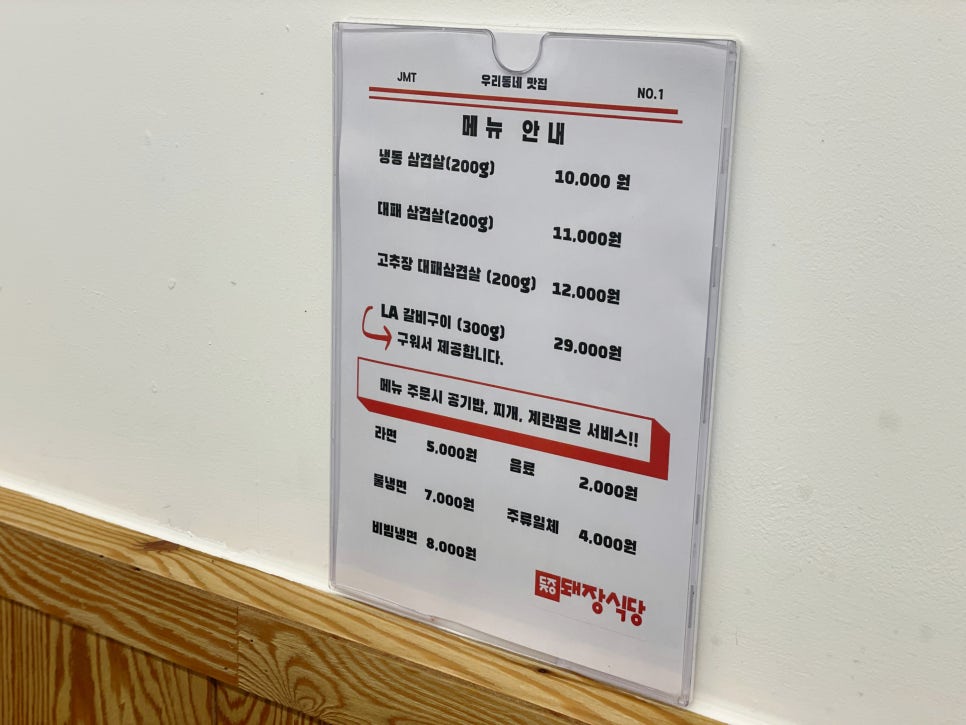 JMT 우리동네 맛집 NO.1
메뉴 안내
냉동 삼겹살(200g) 10.000 원
대패 삼겹살(200g) 11.000원
고추장 대패삼겹살 (200g) 12.000원
LA 갈비구이 (300g) 29.000원
구워서 제공합니다.
메뉴 주문시 공기밥, 찌개, 계란찜은 서비스!!
라면 5.000원 음료 2.000원
물냉면 7.000원 주류일체 4.000원
비빔냉면 8.000원
돼장식당